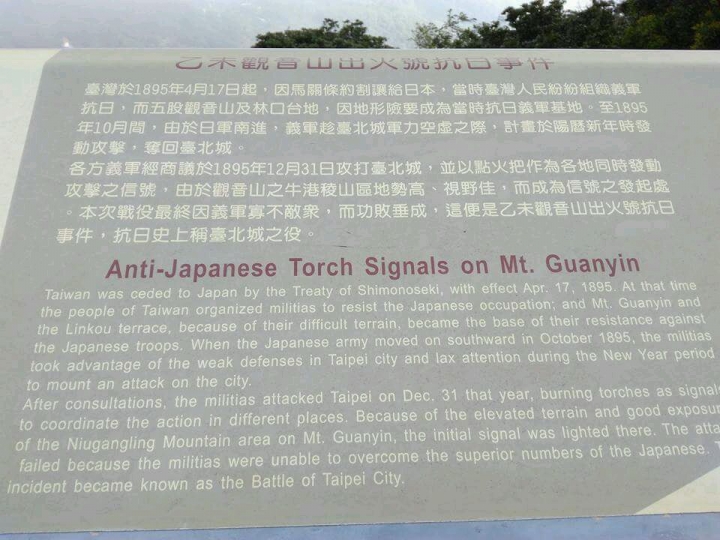 乙未觀音山出火號抗日事件
臺灣於1895年4月17日起，因馬關條約割讓給日本，當時臺灣人民紛紛組織義軍
抗日，而五股觀音山及林口台地，因地形險要成為當時抗日義軍基地。至1895
年10月間，由於日軍南進，義軍趁臺北城軍力空虛之際，計畫於陽曆新年時發
動攻擊，奪回臺北城。
各方義軍經商議於1895年12月31日攻打臺北城，並以點火把作為各地同時發動
攻擊之信號，由於觀音山之牛港稜山區地勢高、視野佳，而成為信號之發起處
。本次戰役最終因義軍寡不敵眾，而功敗垂成，這便是乙未觀音山出火號抗日
事件，抗日史上稱臺北城之役。
Anti-Japanese Torch Signals on Mt. Guanyin
Taiwan was ceded to Japan by the Treaty of Shimonoseki, with effect Apr. 17, 1895. At that time
the people of Taiwan organized militias to resist the Japanese occupation; and Mt. Guanyin and
the Linkou terrace, because of their difficult terrain, became the base of their resistance against
the Japanese troops. When the Japanese army moved on southward in October 1895, the militias
took advantage of the weak defenses in Taipei city and lax attention during the New Year period
to mount an attack on the city.
After consultations, the militias attacked Taipei on Dec. 31 that year, burning torches as signal
to coordinate the action in different places. Because of the elevated terrain and good exposur
of the Niugangling Mountain area on Mt. Guanyin, the initial signal was lighted there. The atta
failed because the militias were unable to overcome the superior numbers of the Japanese.
incident became known as the Battle of Taipei City.